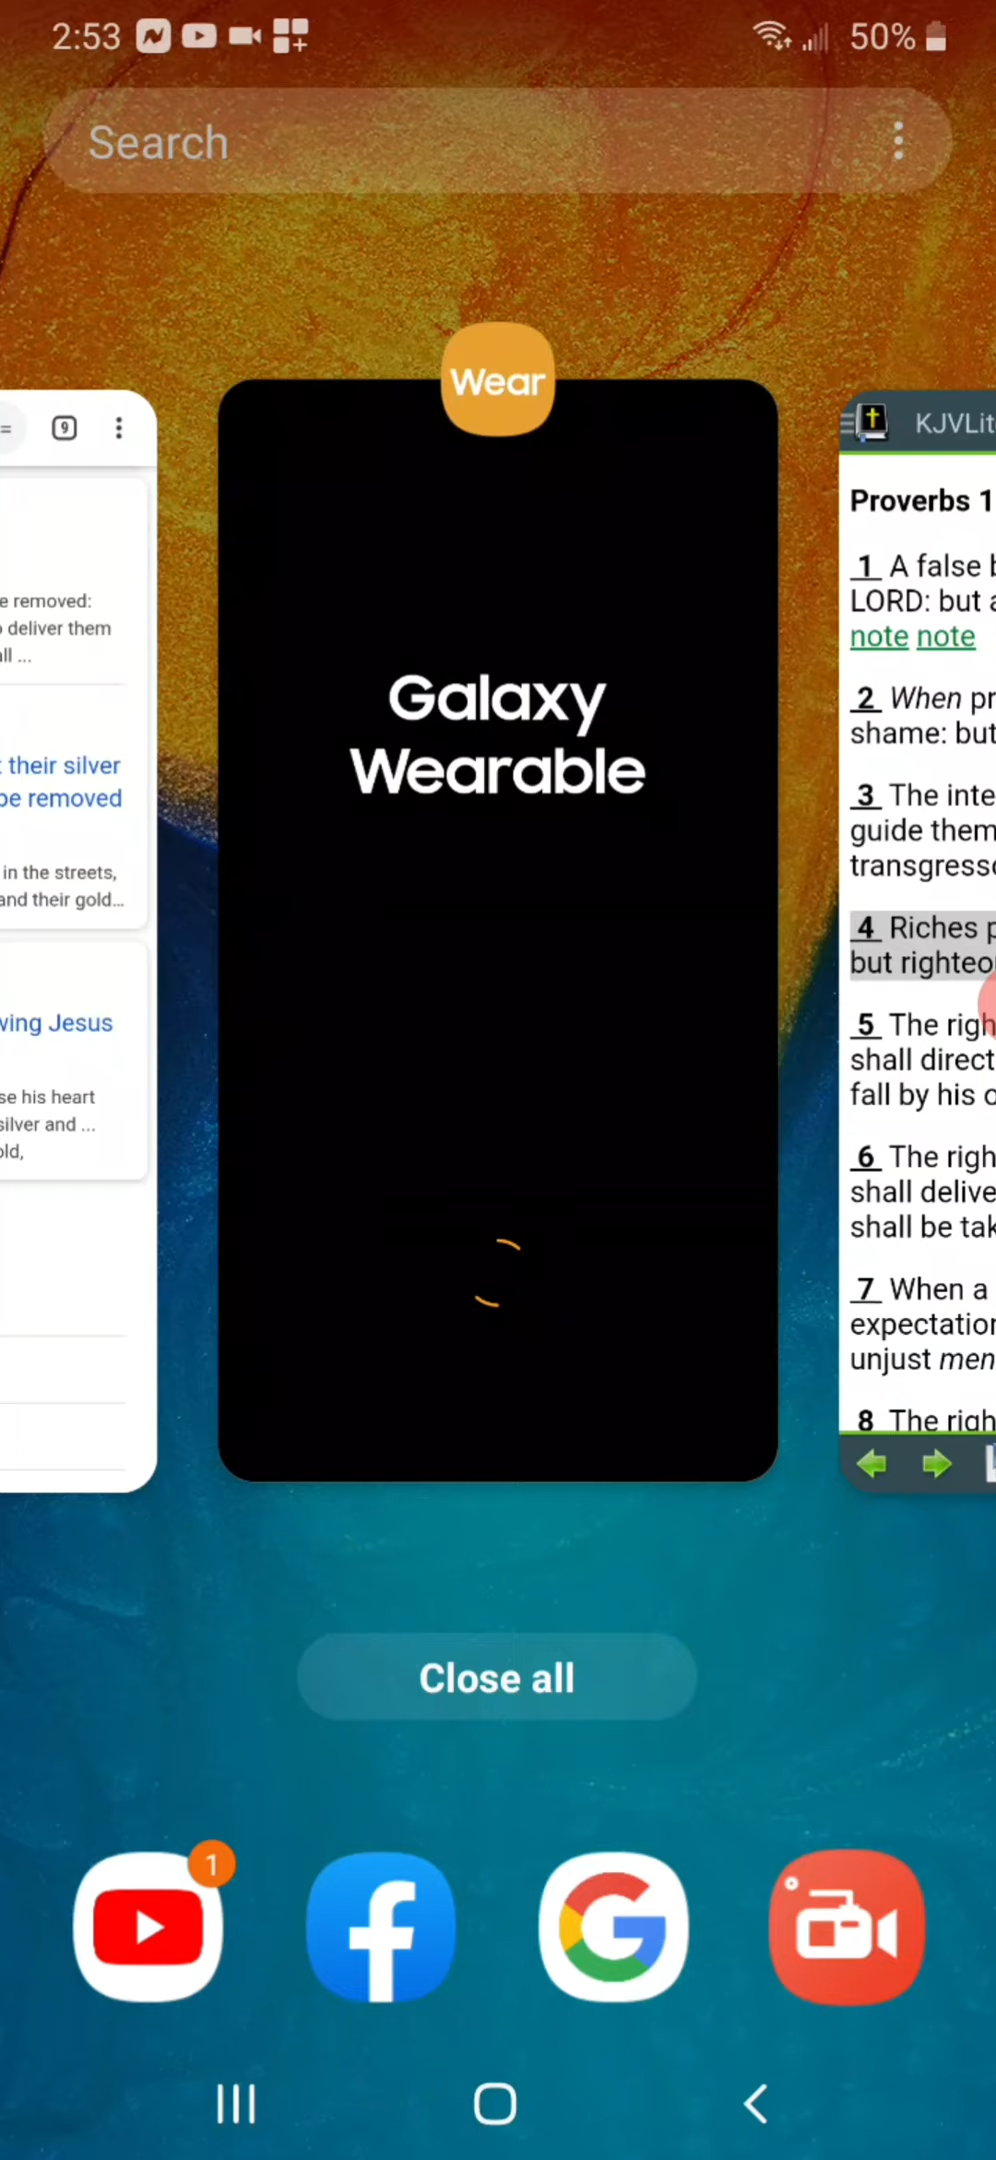 2:53
50%
Search
Wear
9
e removed:
deliver them
all ...
their silver
be removed
in the streets,
and their gold...
ving Jesus
se his heart
silver and ...
old,
Galaxy
Wearable
KJVLit
Proverbs 1
1 A false b
LORD: but a
note note
2 When pr
shame: but
3 The inte
guide them
transgresso
4 Riches p
but righteou
5 The righ
shall direct
fall by his o
6 The righ
shall delive
shall be tak
7 When a
expectation
unjust men
8 The righ
Close all
1